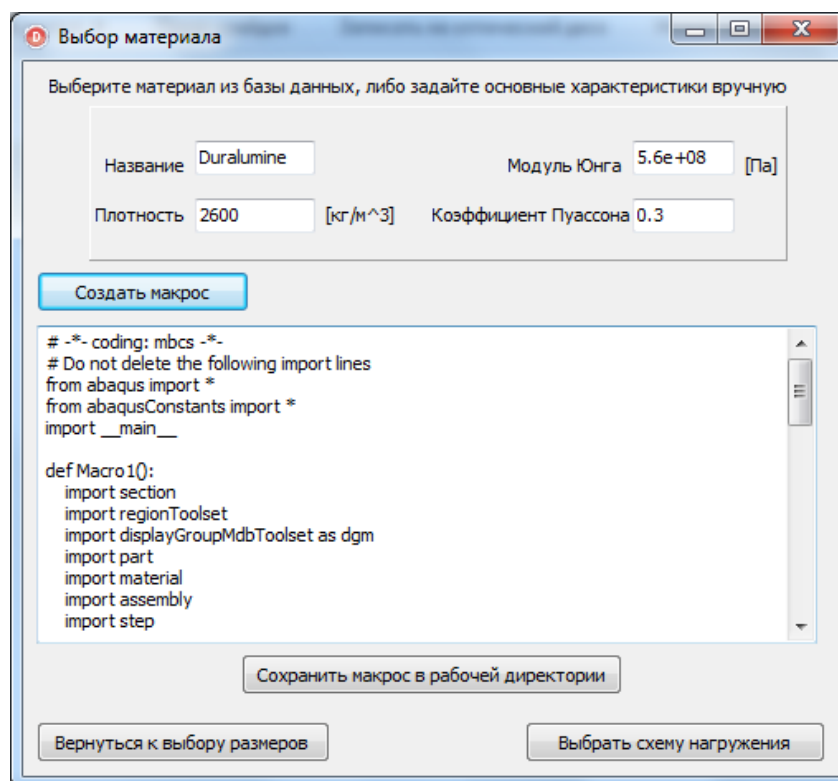 Выбор материала
Выберите материал из базы данных, либо задайте основные характеристики вручную
Название Duralumine Модуль Юнга 5.6e+08 [Па]
Плотность 2600 [кг/м^3] Коэффициент Пуассона 0.3
Создать макрос
# -*- coding: mbcs -*-
# Do not delete the following import lines
from abaqus import *
from abaqusConstants import *
import __main__
def Macro1():
import section
import regionToolset
import displayGroupMdbToolset as dgm
import part
import material
import assembly
import step
Сохранить макрос в рабочей директории
Вернуться к выбору размеров Выбрать схему нагружения